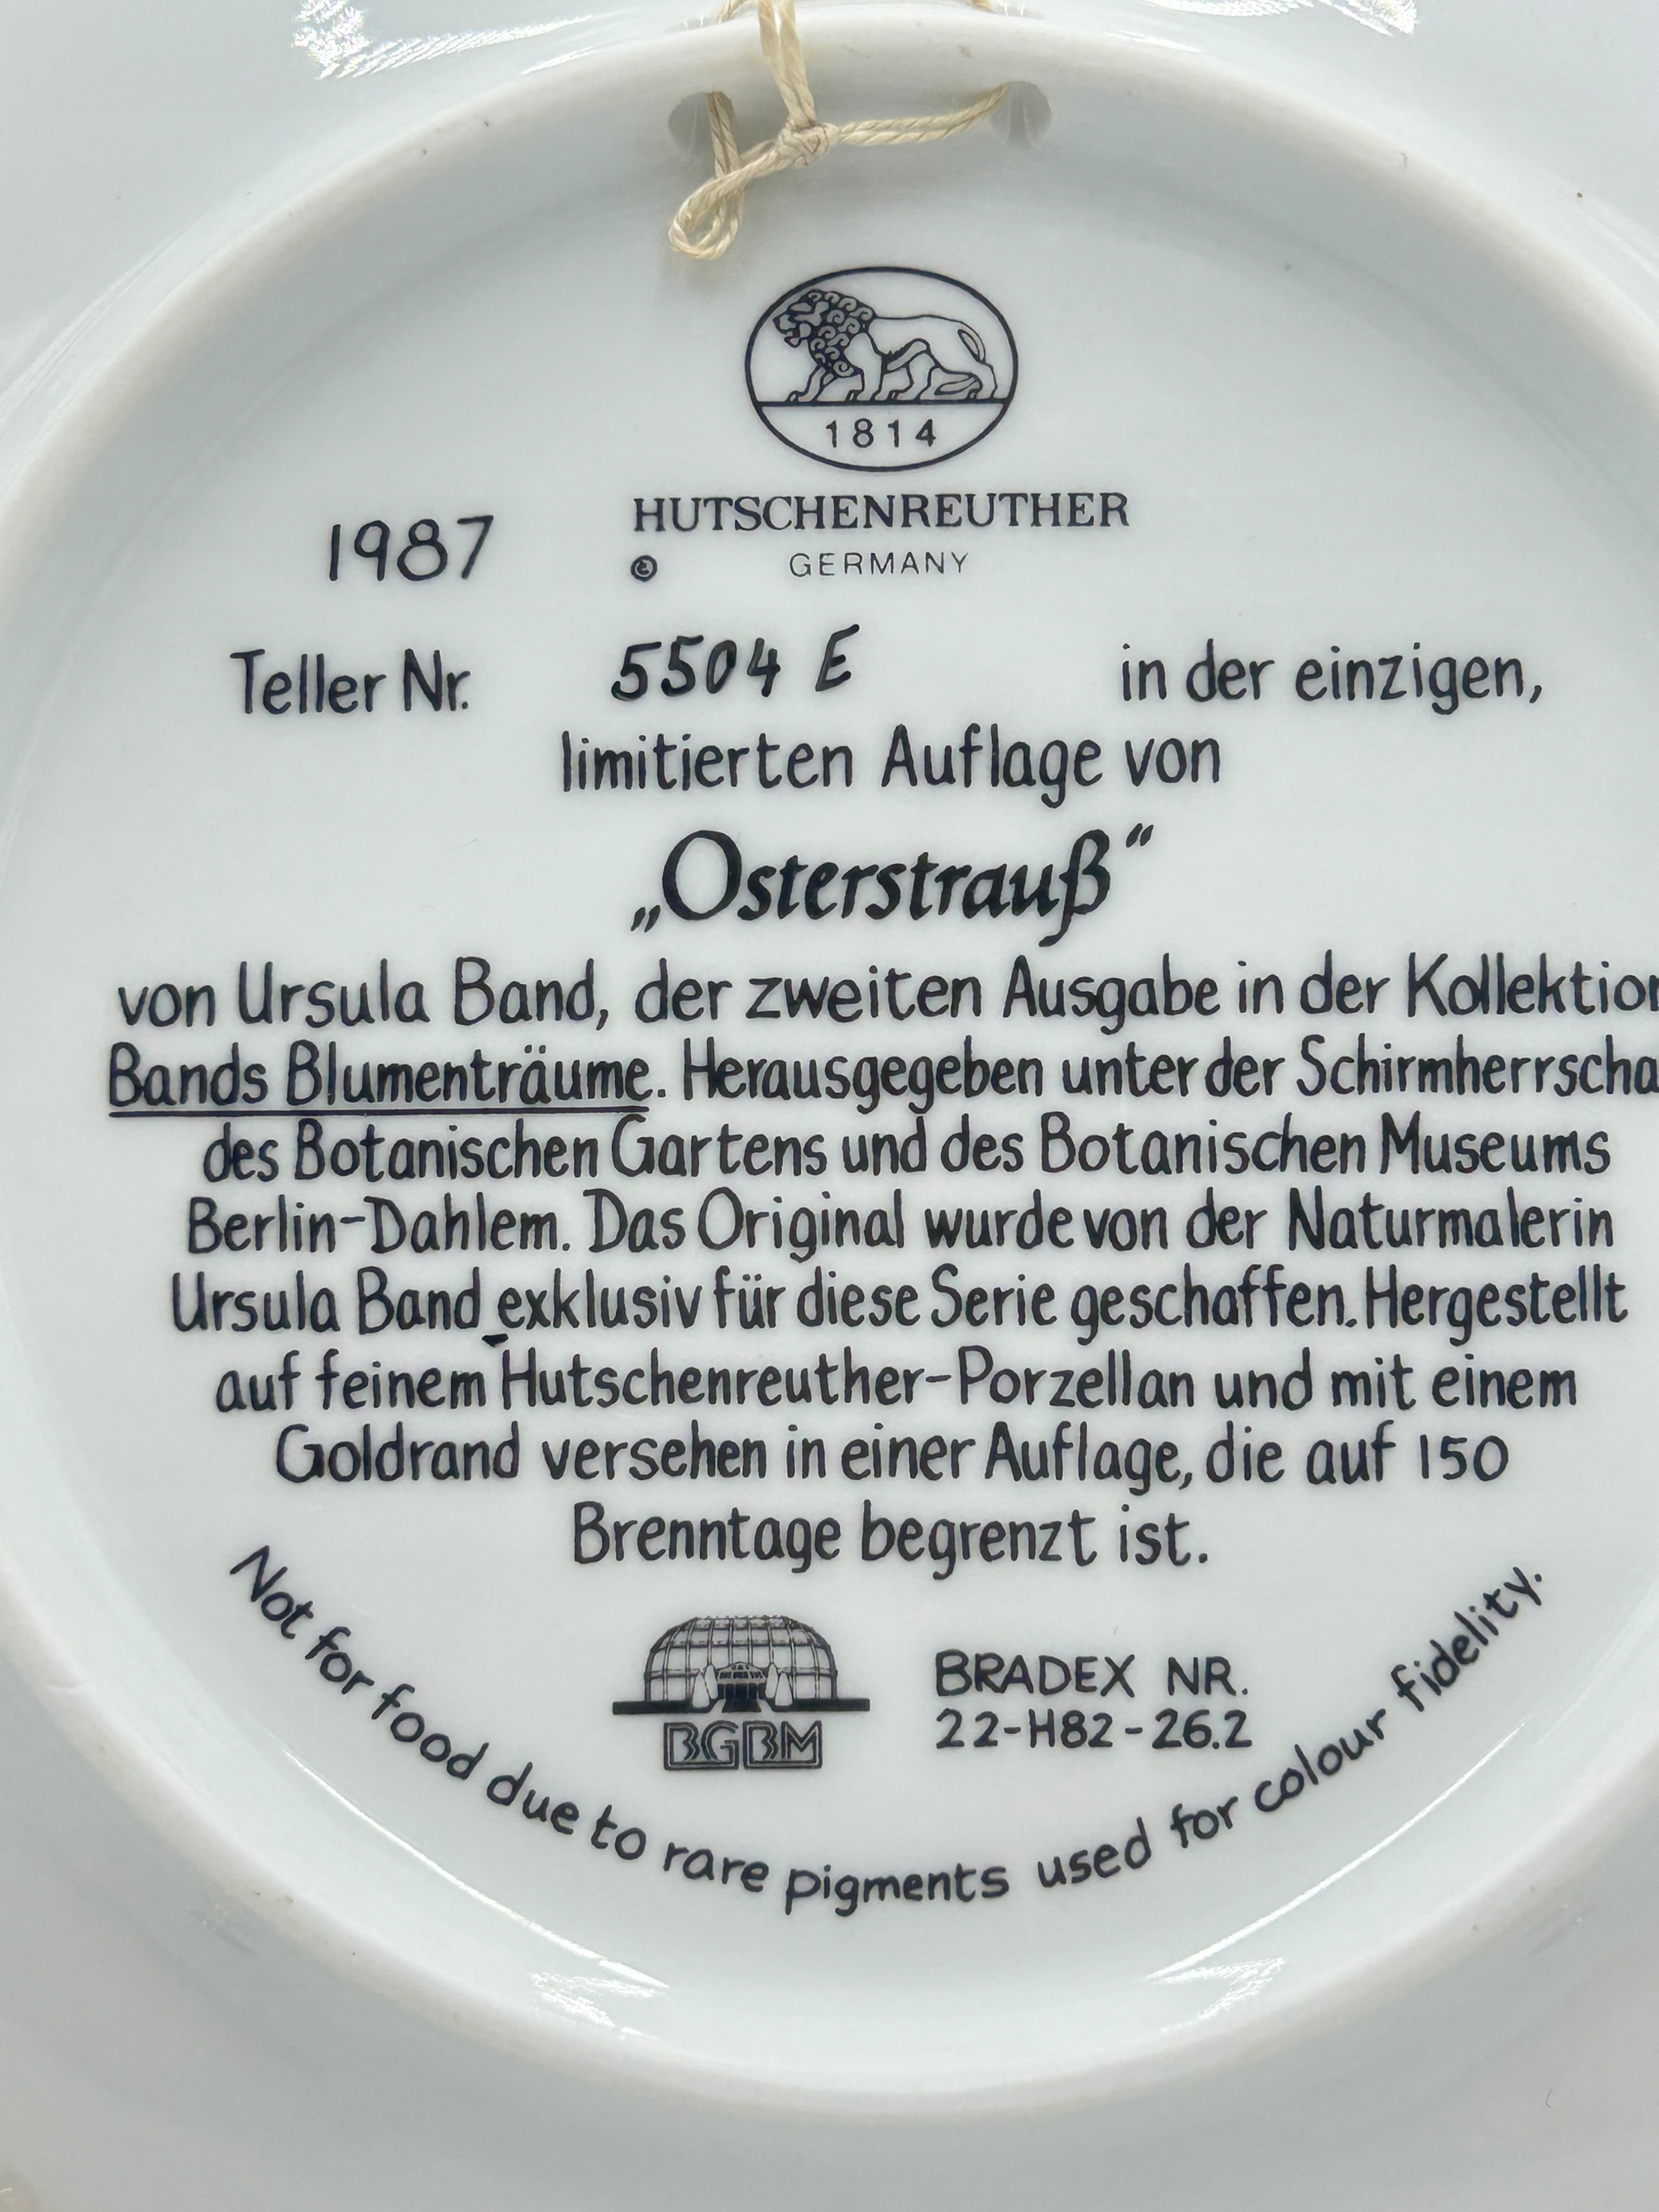 1814
HUTSCHENREUTHER
1987 © GERMANY
Teller Nr. 5504 E in der einzigen,
limitierten Auflage von
„Osterstrauß“
von Ursula Band, der zweiten Ausgabe in der Kollektion
Bands Blumenträume. Herausgegeben unter der Schirmherrscha
des Botanischen Gartens und des Botanischen Museums
Berlin-Dahlem. Das Original wurde von der Naturmalerin
Ursula Band exklusiv für diese Serie geschaffen. Hergestellt
auf feinem Hutschenreuther-Porzellan und mit einem
Goldrand versehen in einer Auflage, die auf 150
Brenntage begrenzt ist.
BGBM
BRADEX NR.
22-H82-26.2
Not for food due to rare pigments used for colour fidelity.